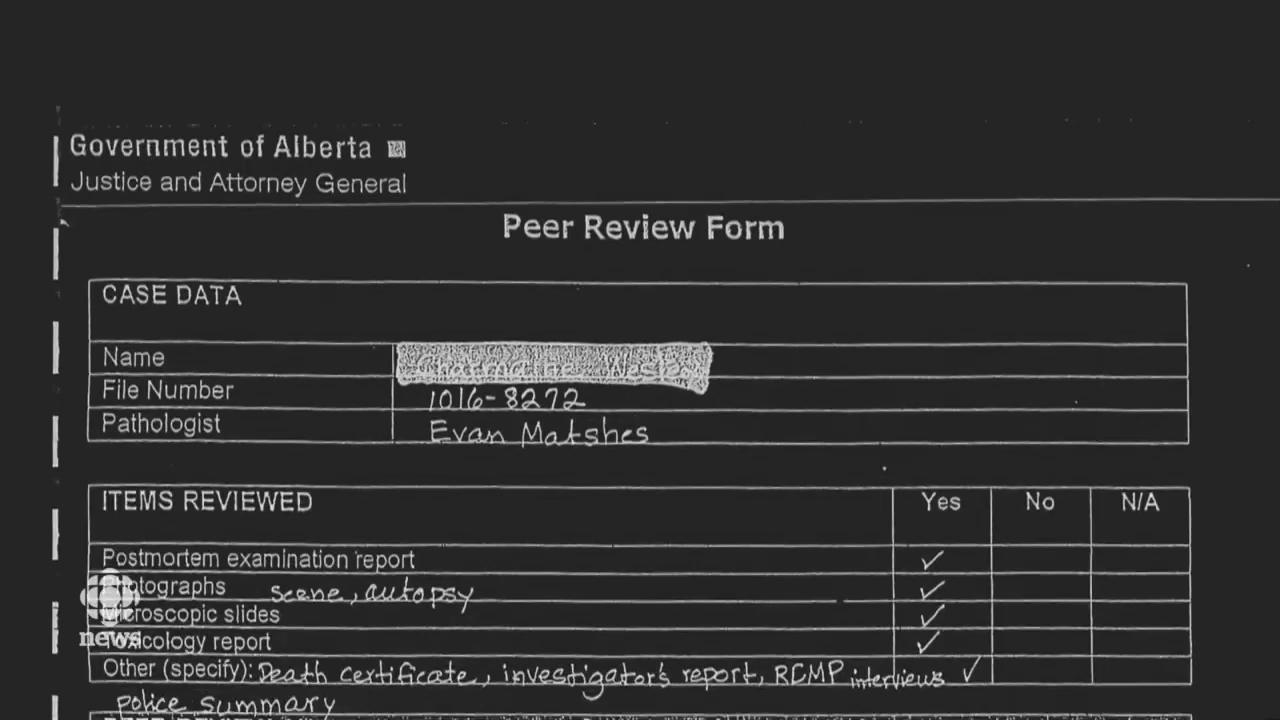 Government of Alberta
Justice and Attorney General
Peer Review Form
CASE DATA
Name
File Number 1016-8272
Pathologist Evan Matshes
ITEMS REVIEWED Yes No N/A
Postmortem examination report ✓
Photographs scene, autopsy ✓
Microscopic slides ✓
Toxicology report ✓
Other (specify): Death certificate, investigator's report, RCMP interviews ✓
police summary
news